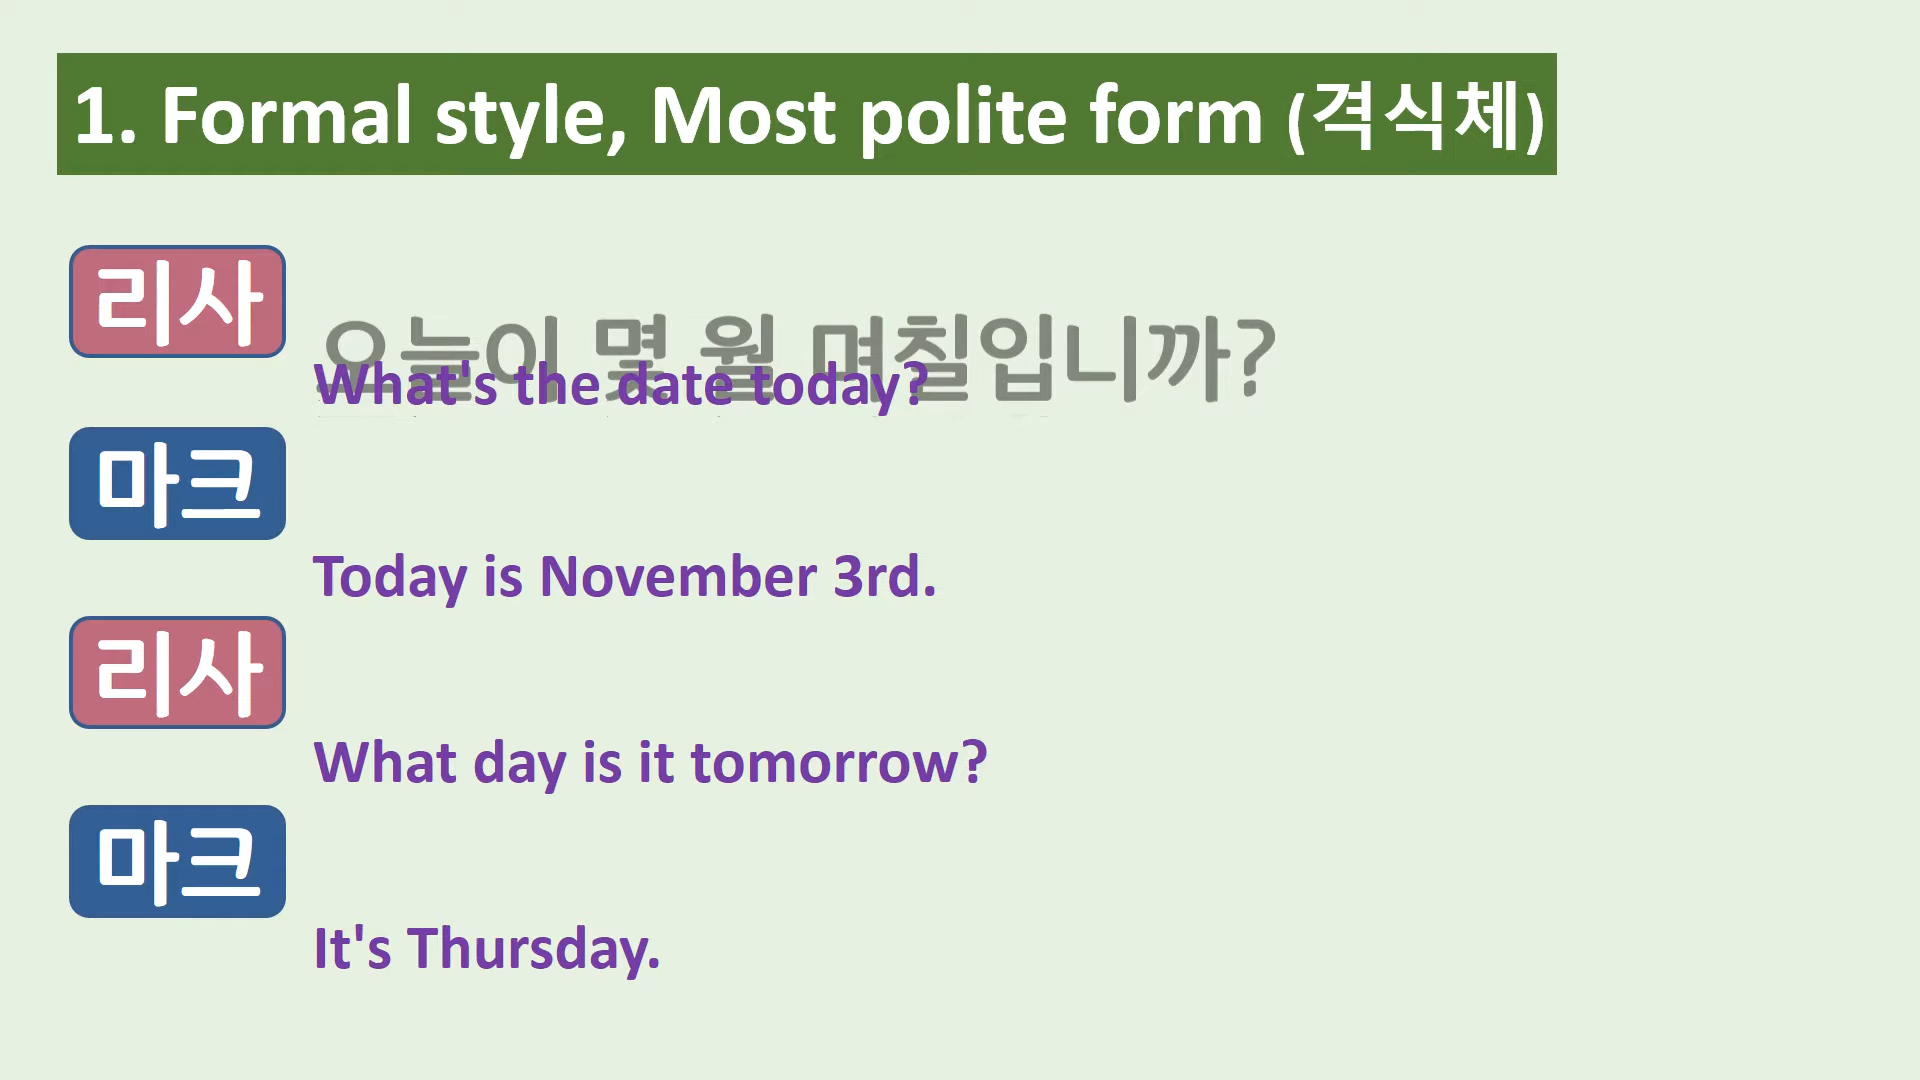 1. Formal style, Most polite form (격식체)
리사
오늘이 몇 월 며칠입니까?
What's the date today?
마크
Today is November 3rd.
리사
What day is it tomorrow?
마크
It's Thursday.